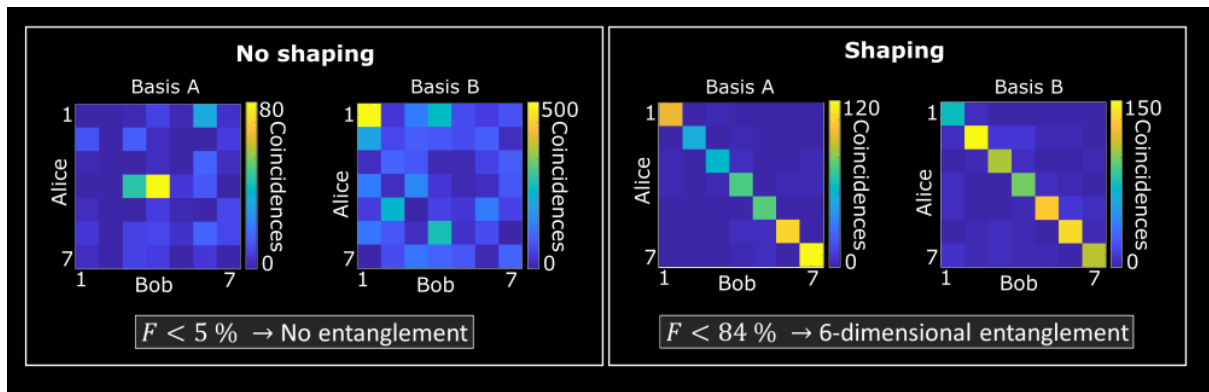 No shaping
Basis A
Basis B
1
80
Coincidences
0
Alice
7
1
Bob
7
1
500
Coincidences
0
Alice
7
1
Bob
7
F < 5 % → No entanglement
Shaping
Basis A
Basis B
1
120
Coincidences
0
Alice
7
1
Bob
7
1
150
Coincidences
0
Alice
7
1
Bob
7
F < 84 % → 6-dimensional entanglement